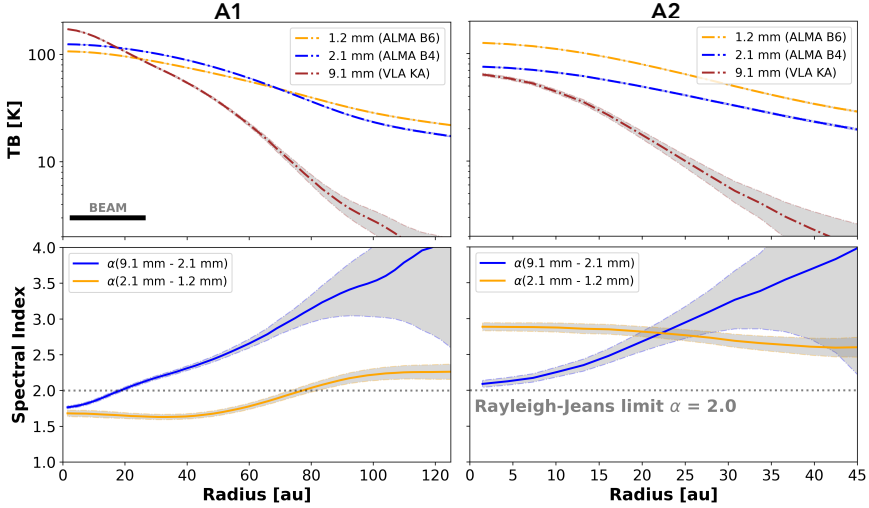 A1
A2
TB [K]
100
10
1.2 mm (ALMA B6)
2.1 mm (ALMA B4)
9.1 mm (VLA KA)
BEAM
1.2 mm (ALMA B6)
2.1 mm (ALMA B4)
9.1 mm (VLA KA)
Spectral Index
4.0
3.5
3.0
2.5
2.0
1.5
1.0
α(9.1 mm - 2.1 mm)
α(2.1 mm - 1.2 mm)
α(9.1 mm - 2.1 mm)
α(2.1 mm - 1.2 mm)
Rayleigh-Jeans limit α = 2.0
0 20 40 60 80 100 120
0 5 10 15 20 25 30 35 40 45
Radius [au]
Radius [au]